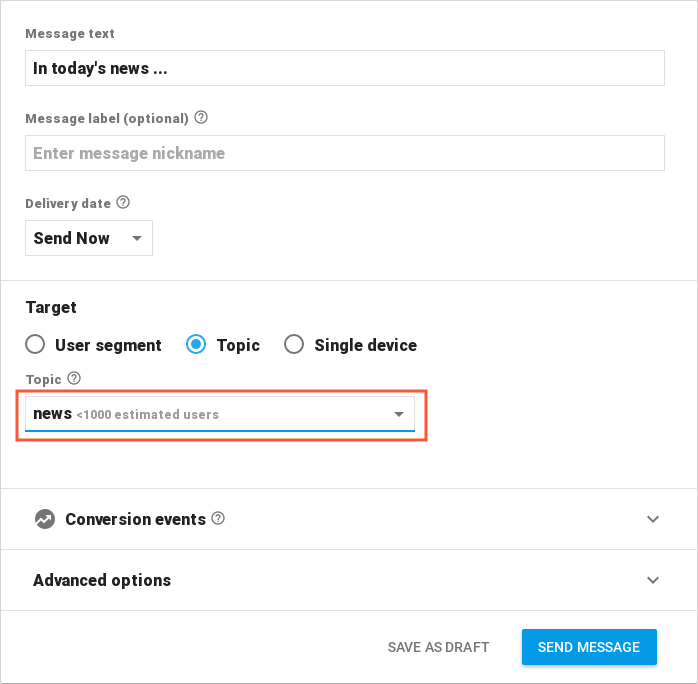 Message text
In today's news ...
Message label (optional)
Enter message nickname
Delivery date
Send Now
Target
User segment Topic Single device
Topic
news <1000 estimated users
Conversion events
Advanced options
SAVE AS DRAFT SEND MESSAGE